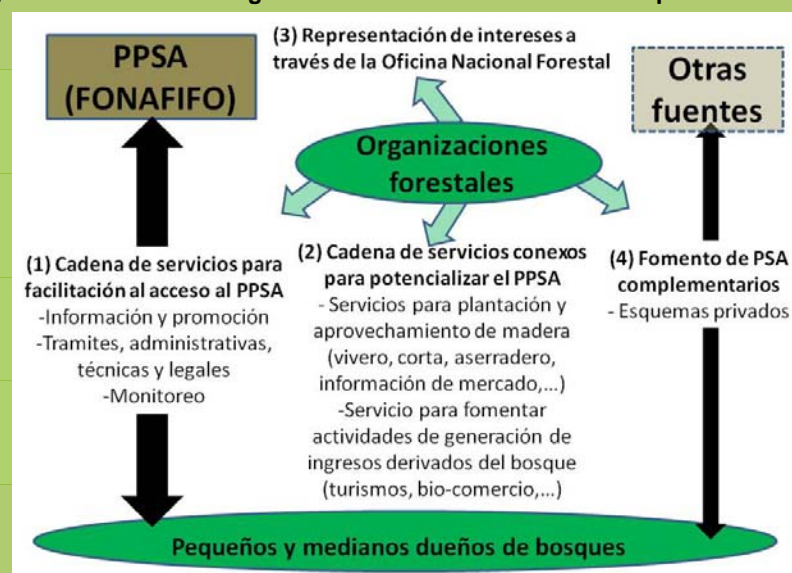 PPSA
(FONAFIFO)
(3) Representación de intereses a
través de la Oficina Nacional Forestal
Otras
fuentes
Organizaciones
forestales
(1) Cadena de servicios para
facilitación al acceso al PPSA
-Información y promoción
-Tramites, administrativas,
técnicas y legales
-Monitoreo
(2) Cadena de servicios conexos
para potencializar el PPSA
- Servicios para plantación y
aprovechamiento de madera
(vivero, corta, aserradero,
información de mercado,...)
-Servicio para fomentar
actividades de generación de
ingresos derivados del bosque
(turismos, bio-comercio,...)
(4) Fomento de PSA
complementarios
- Esquemas privados
Pequeños y medianos dueños de bosques